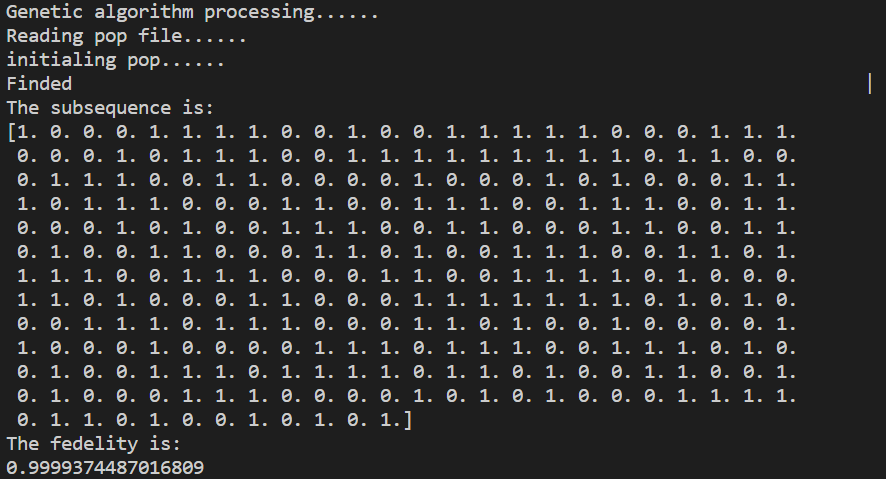 Genetic algorithm processing......
Reading pop file......
initialing pop......
Finded
The subsequence is:
[1. 0. 0. 0. 1. 1. 1. 1. 0. 0. 1. 0. 0. 1. 1. 1. 1. 1. 0. 0. 0. 1. 1. 1.
0. 0. 0. 1. 0. 1. 1. 1. 0. 0. 1. 1. 1. 1. 1. 1. 1. 1. 1. 0. 1. 1. 0. 0.
0. 1. 1. 1. 0. 0. 1. 1. 0. 0. 0. 0. 1. 0. 0. 0. 1. 0. 1. 0. 0. 0. 1. 1.
1. 0. 1. 1. 1. 0. 0. 0. 1. 1. 0. 0. 1. 1. 1. 0. 0. 1. 1. 1. 0. 0. 1. 1.
0. 0. 0. 1. 0. 1. 0. 0. 1. 1. 1. 0. 0. 1. 1. 1. 0. 0. 0. 1. 1. 0. 0. 1.
0. 1. 0. 0. 1. 1. 0. 0. 0. 1. 1. 0. 1. 0. 0. 1. 1. 1. 0. 0. 1. 1. 0. 1.
1. 1. 1. 0. 0. 1. 1. 1. 0. 0. 0. 1. 1. 0. 0. 1. 1. 1. 1. 0. 1. 0. 0. 0.
1. 1. 0. 1. 0. 0. 0. 1. 1. 0. 0. 0. 1. 1. 1. 1. 1. 1. 1. 0. 1. 0. 1. 0.
0. 0. 1. 1. 1. 0. 1. 1. 1. 0. 0. 0. 1. 1. 0. 1. 0. 0. 1. 0. 0. 0. 0. 1.
1. 0. 0. 0. 1. 0. 0. 0. 0. 1. 1. 1. 0. 1. 1. 1. 0. 0. 1. 1. 1. 0. 1. 0.
0. 1. 0. 0. 1. 1. 1. 0. 1. 1. 1. 1. 0. 1. 1. 0. 1. 0. 0. 1. 1. 0. 0. 1.
0. 1. 0. 0. 0. 1. 1. 1. 0. 0. 0. 0. 1. 0. 1. 0. 1. 0. 0. 0. 1. 1. 1. 1.
0. 1. 1. 0. 1. 0. 0. 1. 0. 1. 0. 1.]
The fedelity is:
0.9999374487016809